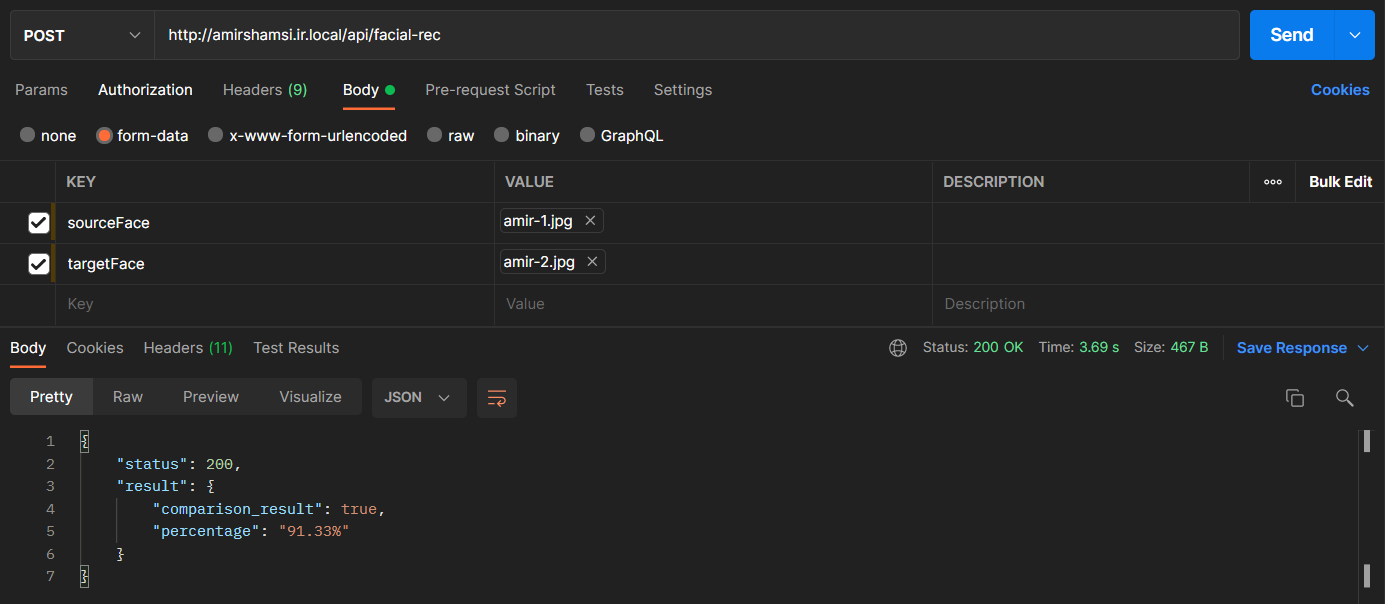 POST http://amirshamsi.ir.local/api/facial-rec Send
Params Authorization Headers (9) Body Pre-request Script Tests Settings Cookies
none form-data x-www-form-urlencoded raw binary GraphQL
KEY VALUE DESCRIPTION Bulk Edit
sourceFace amir-1.jpg
targetFace amir-2.jpg
Key Value Description
Body Cookies Headers (11) Test Results Status: 200 OK Time: 3.69 s Size: 467 B Save Response
Pretty Raw Preview Visualize JSON
1 {
2 "status": 200,
3 "result": {
4 "comparison_result": true,
5 "percentage": "91.33%"
6 }
7 }